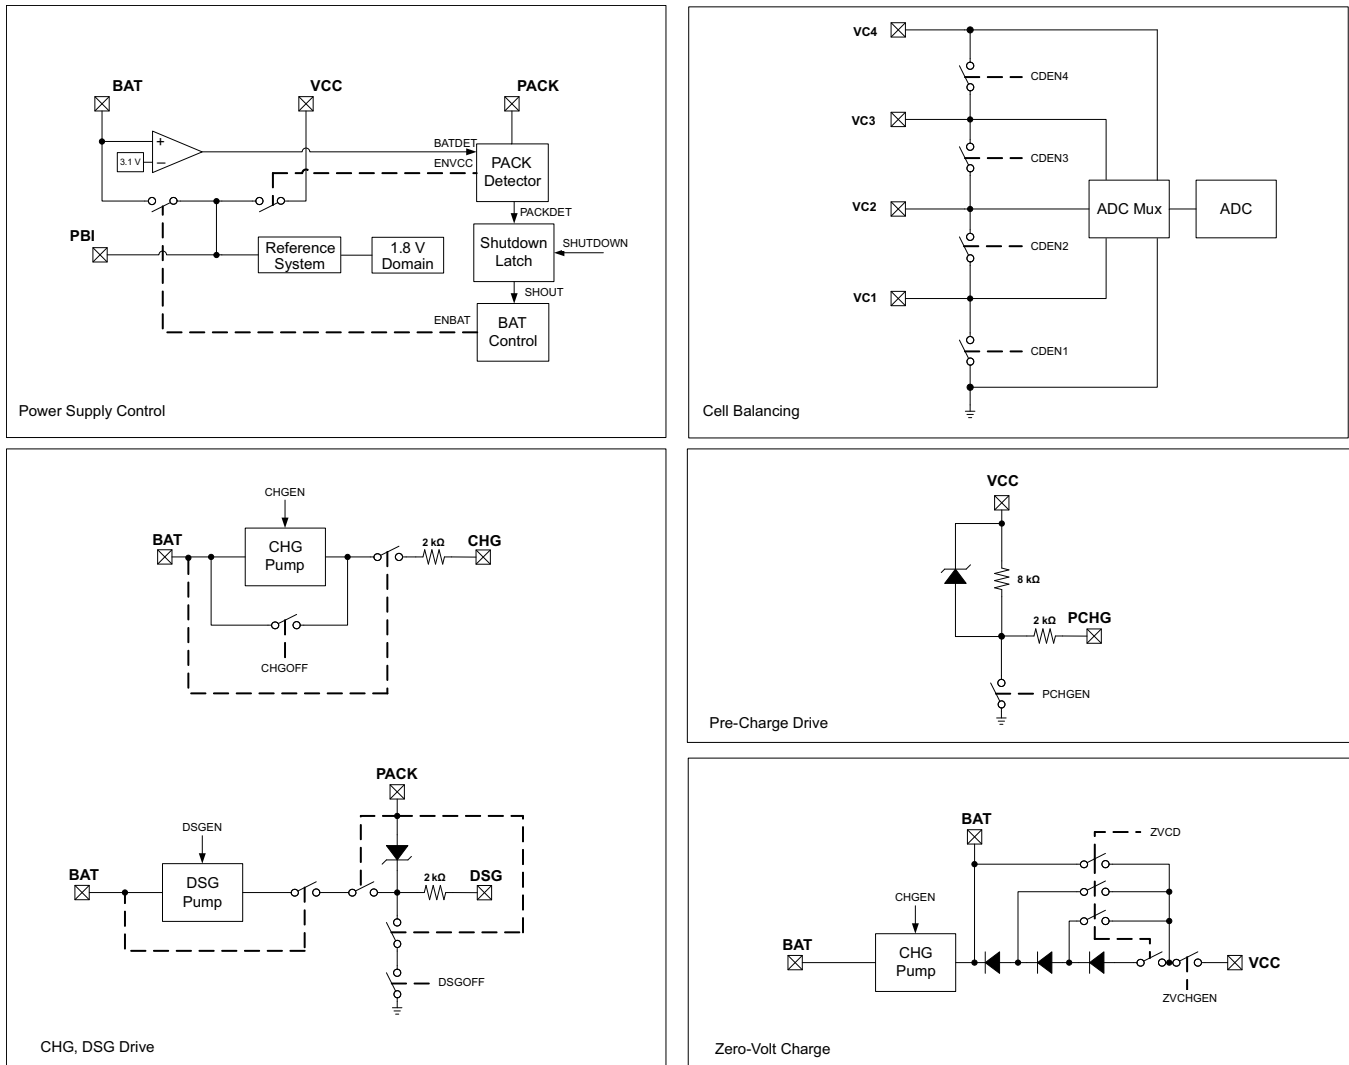 BAT
VCC
PACK
3.1 V
+
−
BATDET
ENVCC
PACK
Detector
PACKDET
PBI
Reference
System
1.8 V
Domain
Shutdown
Latch
SHUTDOWN
SHOUT
ENBAT
BAT
Control
Power Supply Control
VC4
CDEN4
VC3
CDEN3
VC2
ADC Mux
ADC
CDEN2
VC1
CDEN1
Cell Balancing
CHGEN
BAT
CHG
Pump
2 kΩ
CHG
CHGOFF
PACK
DSGEN
BAT
DSG
Pump
2 kΩ
DSG
DSGOFF
CHG, DSG Drive
VCC
8 kΩ
2 kΩ
PCHG
PCHGEN
Pre-Charge Drive
BAT
ZVCD
CHGEN
BAT
CHG
Pump
VCC
ZVCHGEN
Zero-Volt Charge